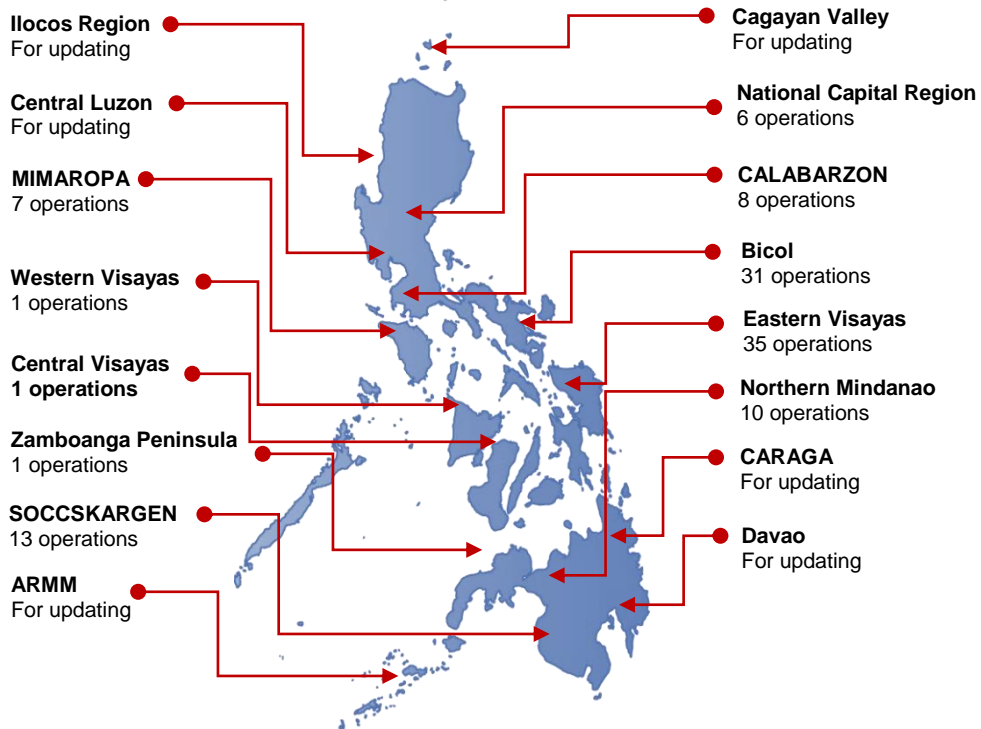 Ilocos Region
For updating
Central Luzon
For updating
MIMAROPA
7 operations
Western Visayas
1 operations
Central Visayas
1 operations
Zamboanga Peninsula
1 operations
SOCCSKARGEN
13 operations
ARMM
For updating
Cagayan Valley
For updating
National Capital Region
6 operations
CALABARZON
8 operations
Bicol
31 operations
Eastern Visayas
35 operations
Northern Mindanao
10 operations
CARAGA
For updating
Davao
For updating